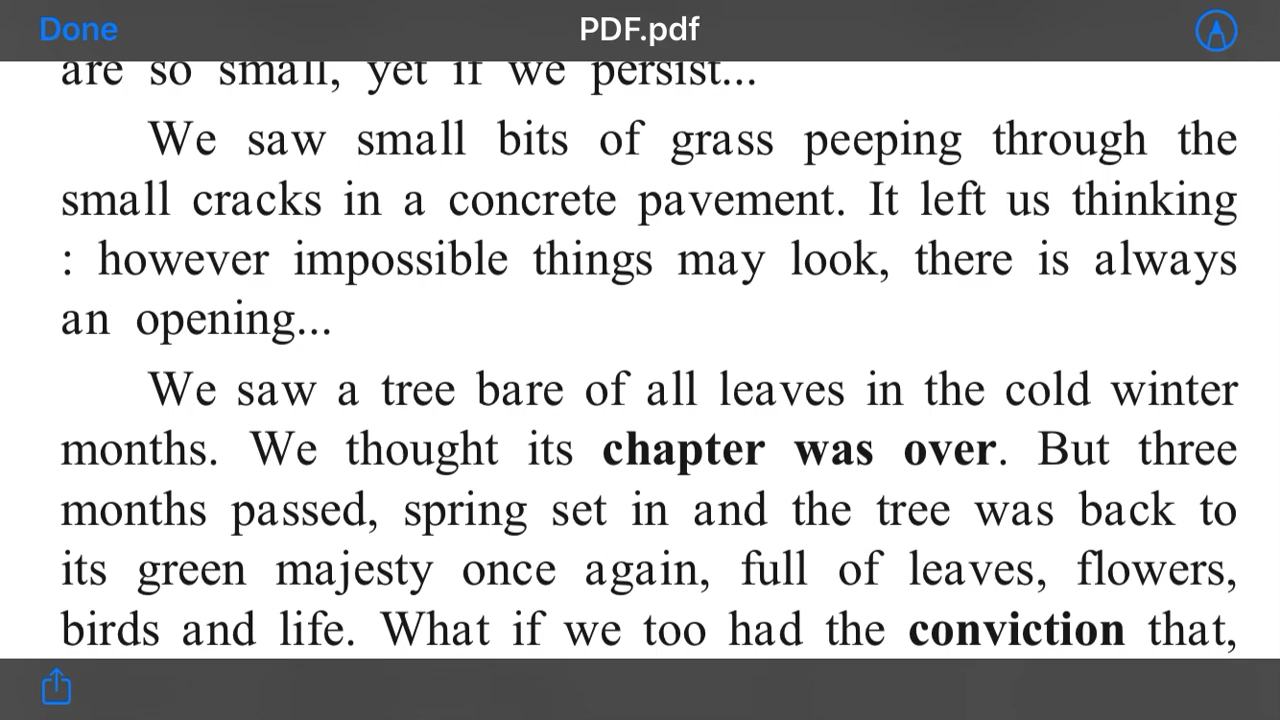 Done
PDF.pdf
are so small, yet if we persist...
We saw small bits of grass peeping through the
small cracks in a concrete pavement. It left us thinking
: however impossible things may look, there is always
an opening...
We saw a tree bare of all leaves in the cold winter
months. We thought its chapter was over. But three
months passed, spring set in and the tree was back to
its green majesty once again, full of leaves, flowers,
birds and life. What if we too had the conviction that,